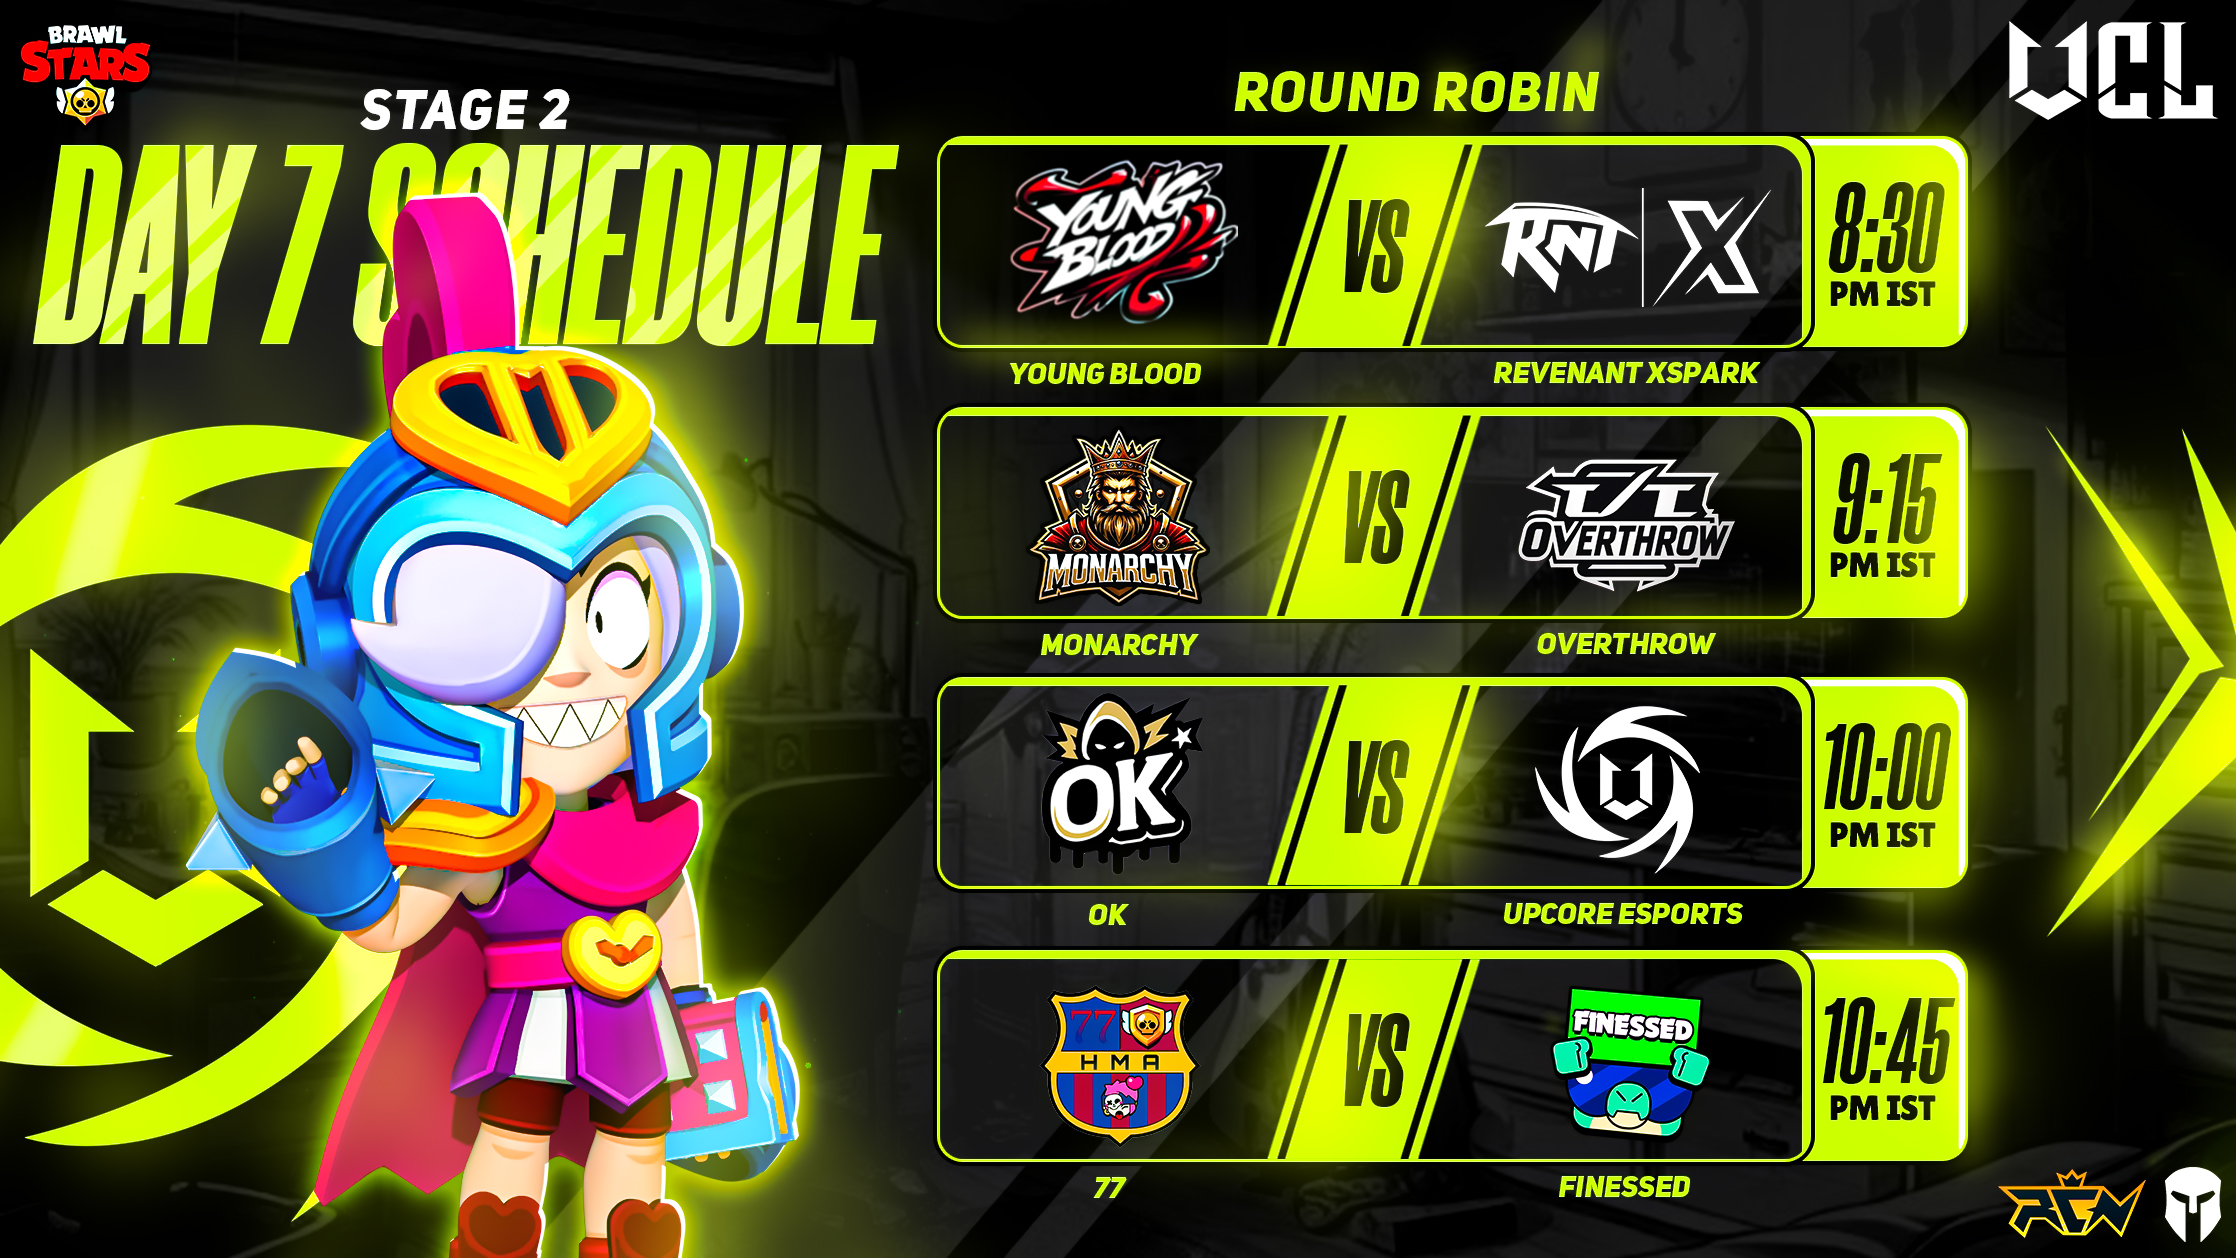 BRAWL
STARS
STAGE 2
DAY 7 SCHEDULE
ROUND ROBIN
UCL
YOUNG
BLOOD
VS
RNT X
8:30
PM IST
YOUNG BLOOD
REVENANT XSPARK
MONARCHY
VS
OVERTHROW
9:15
PM IST
MONARCHY
OVERTHROW
OK
VS
10:00
PM IST
OK
UPCORE ESPORTS
77
HMA
VS
FINESSED
10:45
PM IST
77
FINESSED